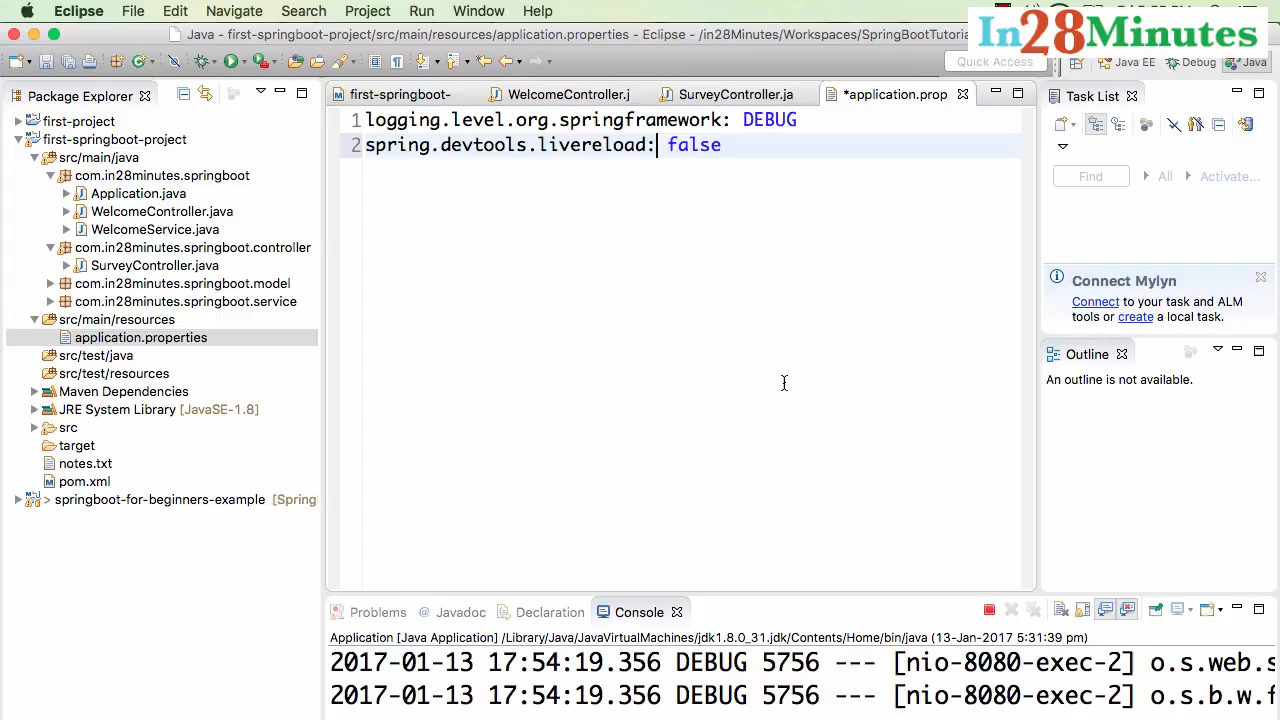 Eclipse File Edit Navigate Search Project Run Window Help
Java - first-springboot-project/src/main/resources/application.properties - Eclipse - /in28Minutes/Workspaces/SpringBootTutoria
In28Minutes
Quick Access
Java EE Debug Java
Package Explorer
first-springboot- WelcomeController.j SurveyController.ja *application.prop
Task List
first-project
first-springboot-project
src/main/java
com.in28minutes.springboot
Application.java
WelcomeController.java
WelcomeService.java
com.in28minutes.springboot.controller
SurveyController.java
com.in28minutes.springboot.model
com.in28minutes.springboot.service
src/main/resources
application.properties
src/test/java
src/test/resources
Maven Dependencies
JRE System Library [JavaSE-1.8]
src
target
notes.txt
pom.xml
> springboot-for-beginners-example [Spring
1 logging.level.org.springframework: DEBUG
2 spring.devtools.livereload: false
Find All Activate...
Connect Mylyn
Connect to your task and ALM
tools or create a local task.
Outline
An outline is not available.
Problems @ Javadoc Declaration Console
Application [Java Application] /Library/Java/JavaVirtualMachines/jdk1.8.0_31.jdk/Contents/Home/bin/java (13-Jan-2017 5:31:39 pm)
2017-01-13 17:54:19.356 DEBUG 5756 --- [nio-8080-exec-2] o.s.web.s
2017-01-13 17:54:19.356 DEBUG 5756 --- [nio-8080-exec-2] o.s.b.w.f